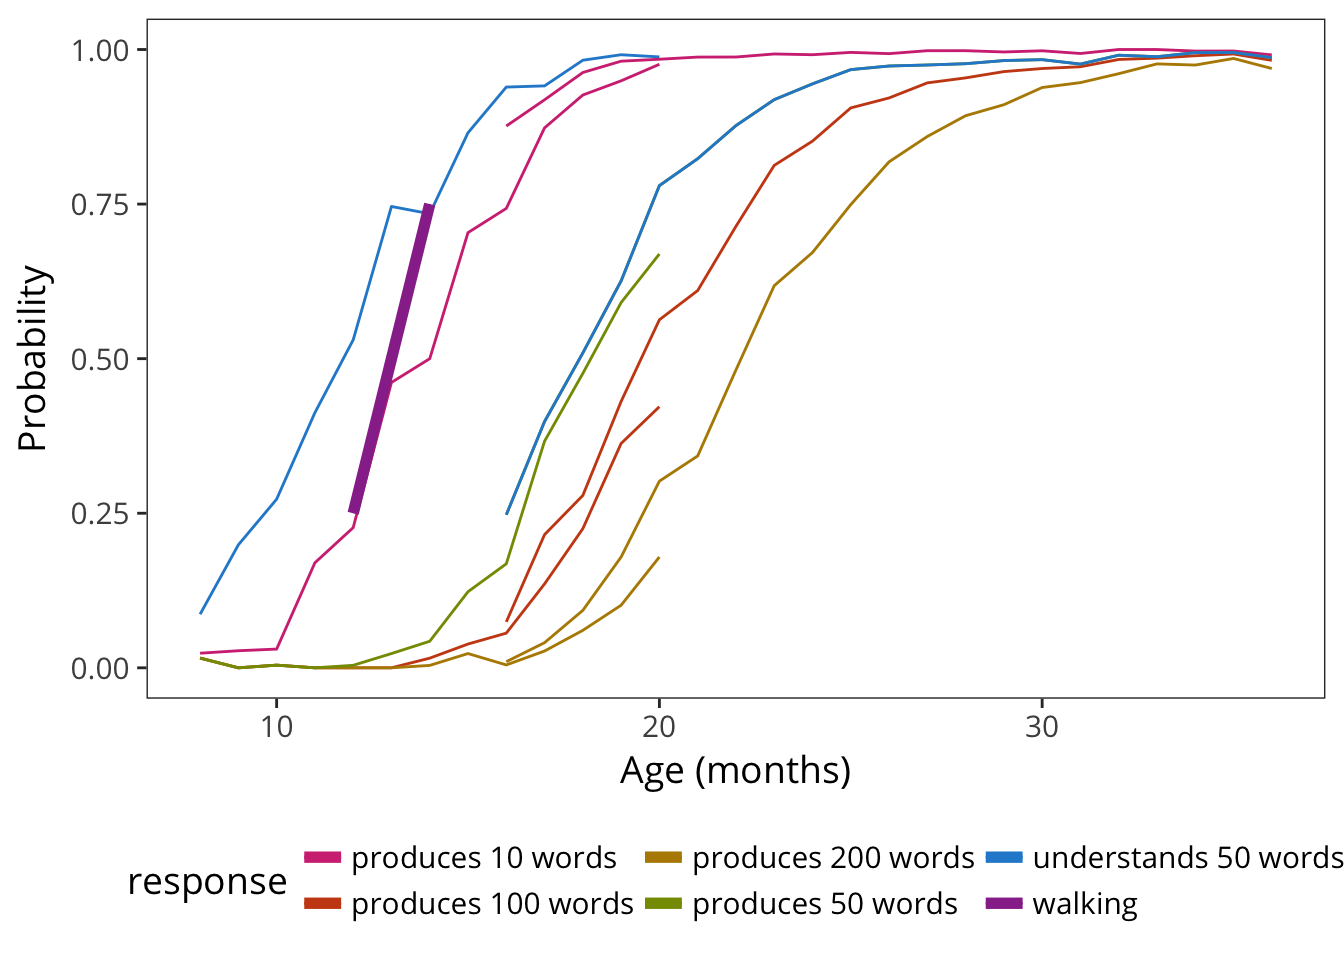 1.00
0.75
0.50
0.25
0.00
Probability
10 20 30
Age (months)
response
produces 10 words produces 200 words understands 50 words
produces 100 words produces 50 words walking